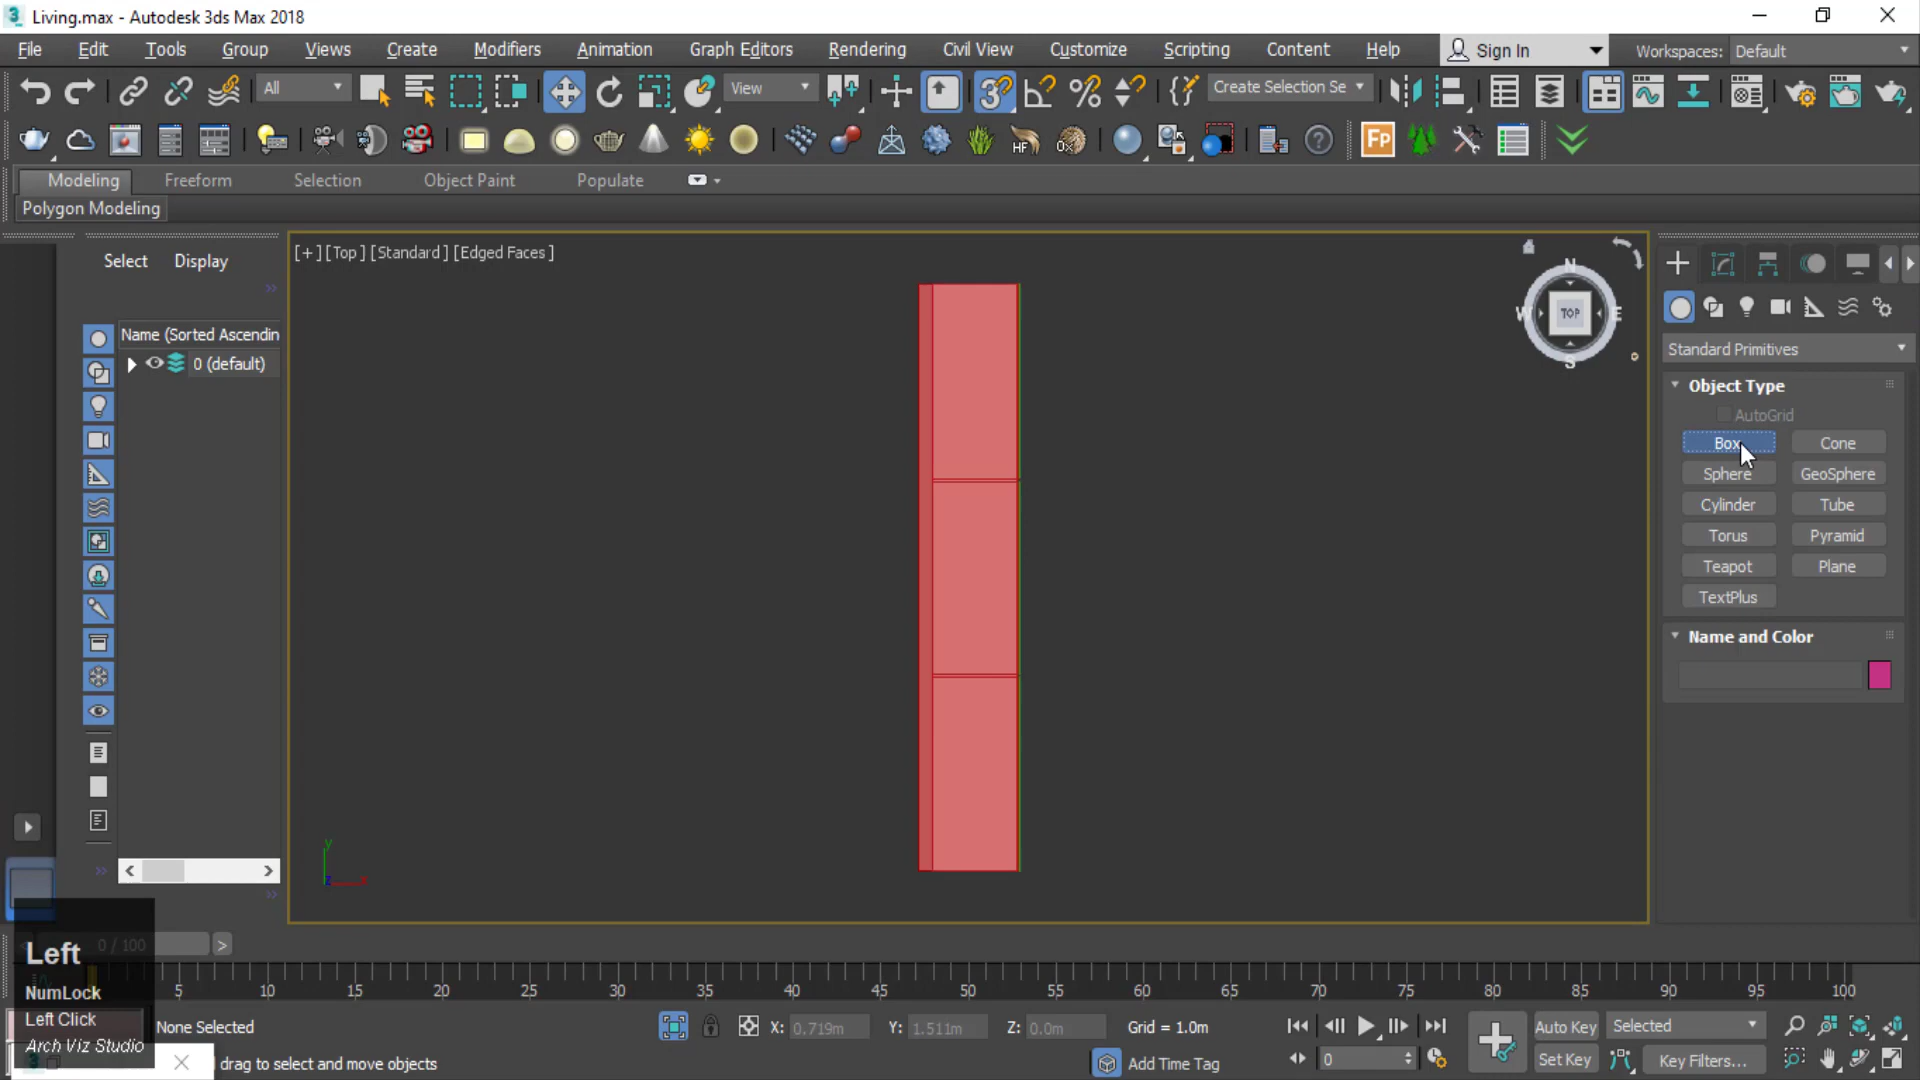 Living.max - Autodesk 3ds Max 2018
File Edit Tools Group Views Create Modifiers Animation Graph Editors Rendering Civil View Customize Scripting Content Help Sign In Workspaces: Default
All View Create Selection Se
Modeling Freeform Selection Object Paint Populate
Polygon Modeling
Select Display
[+] [Top] [Standard] [Edged Faces]
Name (Sorted Ascendin
0 (default)
N
W TOP E
S
Standard Primitives
Object Type
AutoGrid
Box Cone
Sphere GeoSphere
Cylinder Tube
Torus Pyramid
Teapot Plane
TextPlus
Name and Color
y
z x
0 / 100
5 10 15 20 25 30 35 40 45 50 55 60 65 70 75 80 85 90 95 100
Left
NumLock
Left Click
Arch Viz Studio
None Selected X: 0.719m Y: 1.511m Z: 0.0m Grid = 1.0m Auto Key Selected
drag to select and move objects Add Time Tag 0 Set Key Key Filters...